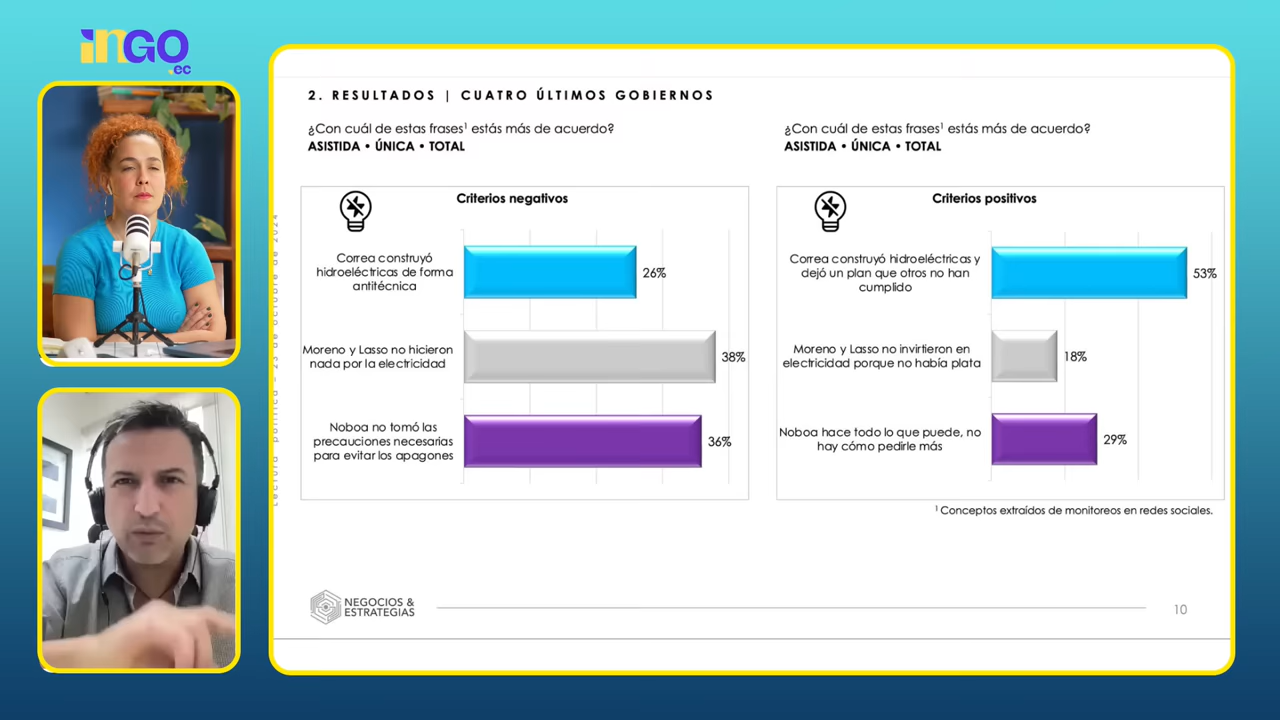 inGO
.ec
2. RESULTADOS | CUATRO ÚLTIMOS GOBIERNOS
¿Con cuál de estas frases¹ estás más de acuerdo?
ASISTIDA • ÚNICA • TOTAL
Criterios negativos
Correa construyó
hidroeléctricas de forma
antitécnica
26%
Moreno y Lasso no hicieron
nada por la electricidad
38%
Noboa no tomó las
precauciones necesarias
para evitar los apagones
36%
¿Con cuál de estas frases¹ estás más de acuerdo?
ASISTIDA • ÚNICA • TOTAL
Criterios positivos
Correa construyó hidroeléctricas y
dejó un plan que otros no han
cumplido
53%
Moreno y Lasso no invirtieron en
electricidad porque no había plata
18%
Noboa hace todo lo que puede, no
hay cómo pedirle más
29%
¹ Conceptos extraídos de monitoreos en redes sociales.
NEGOCIOS &
ESTRATEGIAS
10